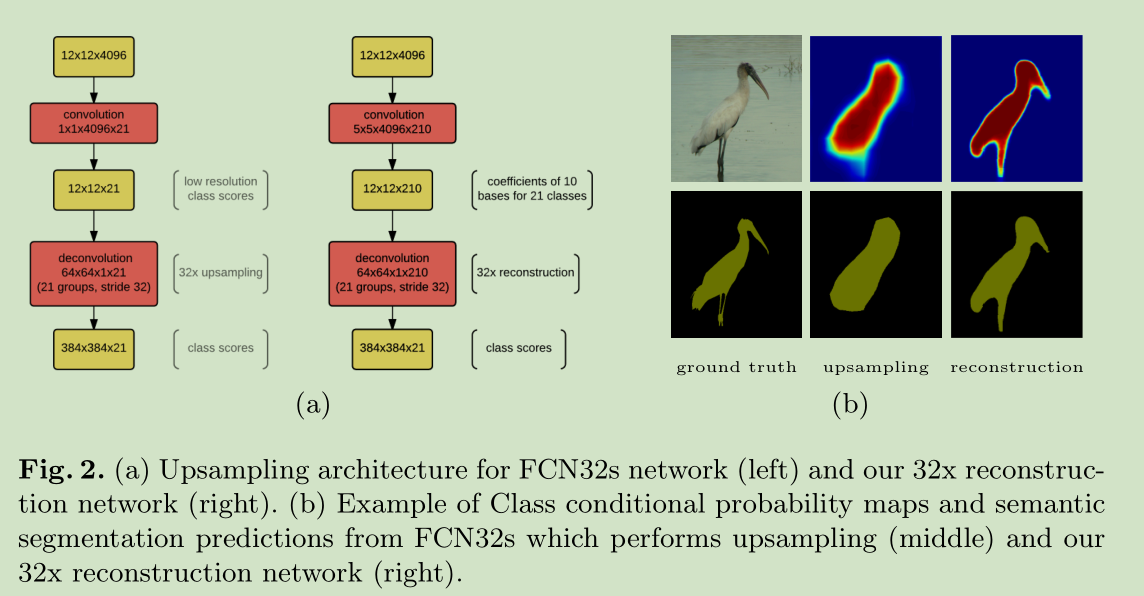 12x12x4096
convolution
1x1x4096x21
12x12x21
low resolution
class scores
deconvolution
64x64x1x21
(21 groups, stride 32)
32x upsampling
384x384x21
class scores
12x12x4096
convolution
5x5x4096x210
12x12x210
coefficients of 10
bases for 21 classes
deconvolution
64x64x1x210
(21 groups, stride 32)
32x reconstruction
384x384x21
class scores
(a)
ground truth
upsampling
reconstruction
(b)
Fig. 2. (a) Upsampling architecture for FCN32s network (left) and our 32x reconstruc-
tion network (right). (b) Example of Class conditional probability maps and semantic
segmentation predictions from FCN32s which performs upsampling (middle) and our
32x reconstruction network (right).